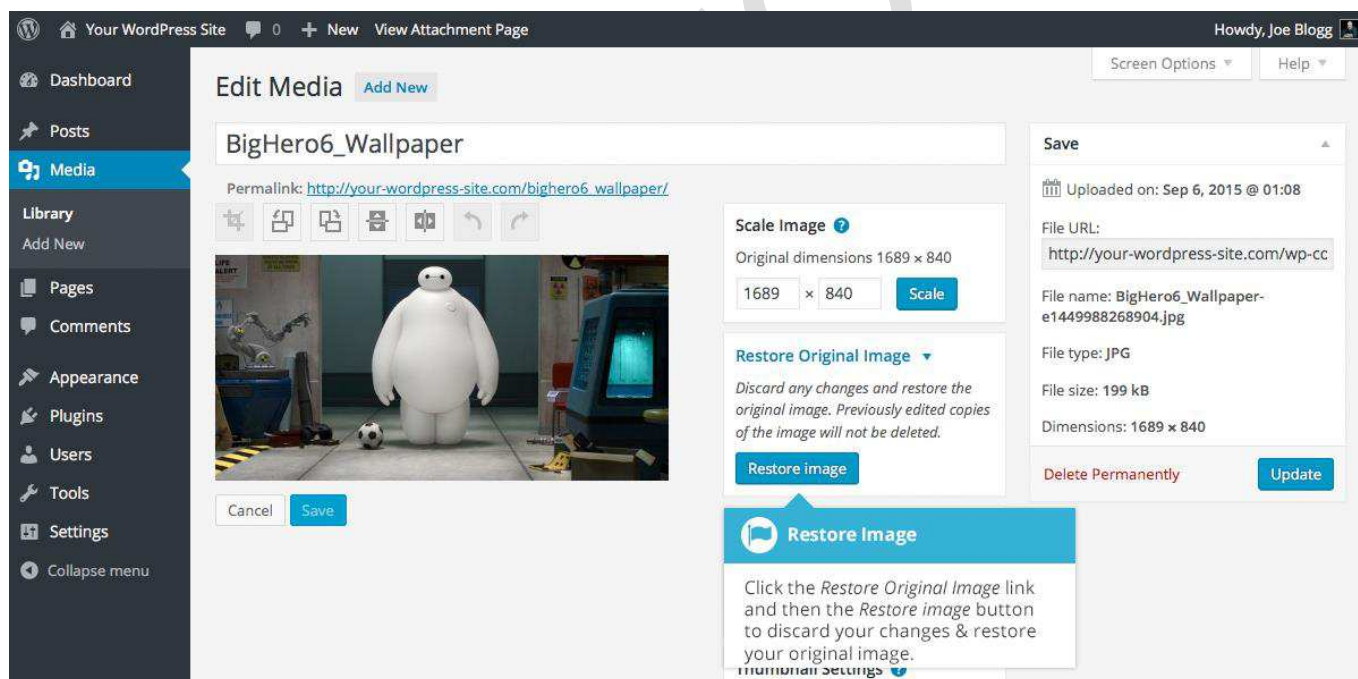 Your WordPress Site 0 + New View Attachment Page Howdy, Joe Blogg
Screen Options Help
Dashboard
Posts
Media
Library
Add New
Pages
Comments
Appearance
Plugins
Users
Tools
Settings
Collapse menu
Edit Media Add New
BigHero6_Wallpaper
Permalink: http://your-wordpress-site.com/bighero6_wallpaper/
LIFE
ALERT
Cancel Save
Scale Image ?
Original dimensions 1689 × 840
1689 × 840 Scale
Restore Original Image
Discard any changes and restore the
original image. Previously edited copies
of the image will not be deleted.
Restore image
Restore Image
Click the Restore Original Image link
and then the Restore image button
to discard your changes & restore
your original image.
Thumbnail Settings ?
Save
Uploaded on: Sep 6, 2015 @ 01:08
File URL:
http://your-wordpress-site.com/wp-cc
File name: BigHero6_Wallpaper-
e1449988268904.jpg
File type: JPG
File size: 199 kB
Dimensions: 1689 × 840
Delete Permanently Update